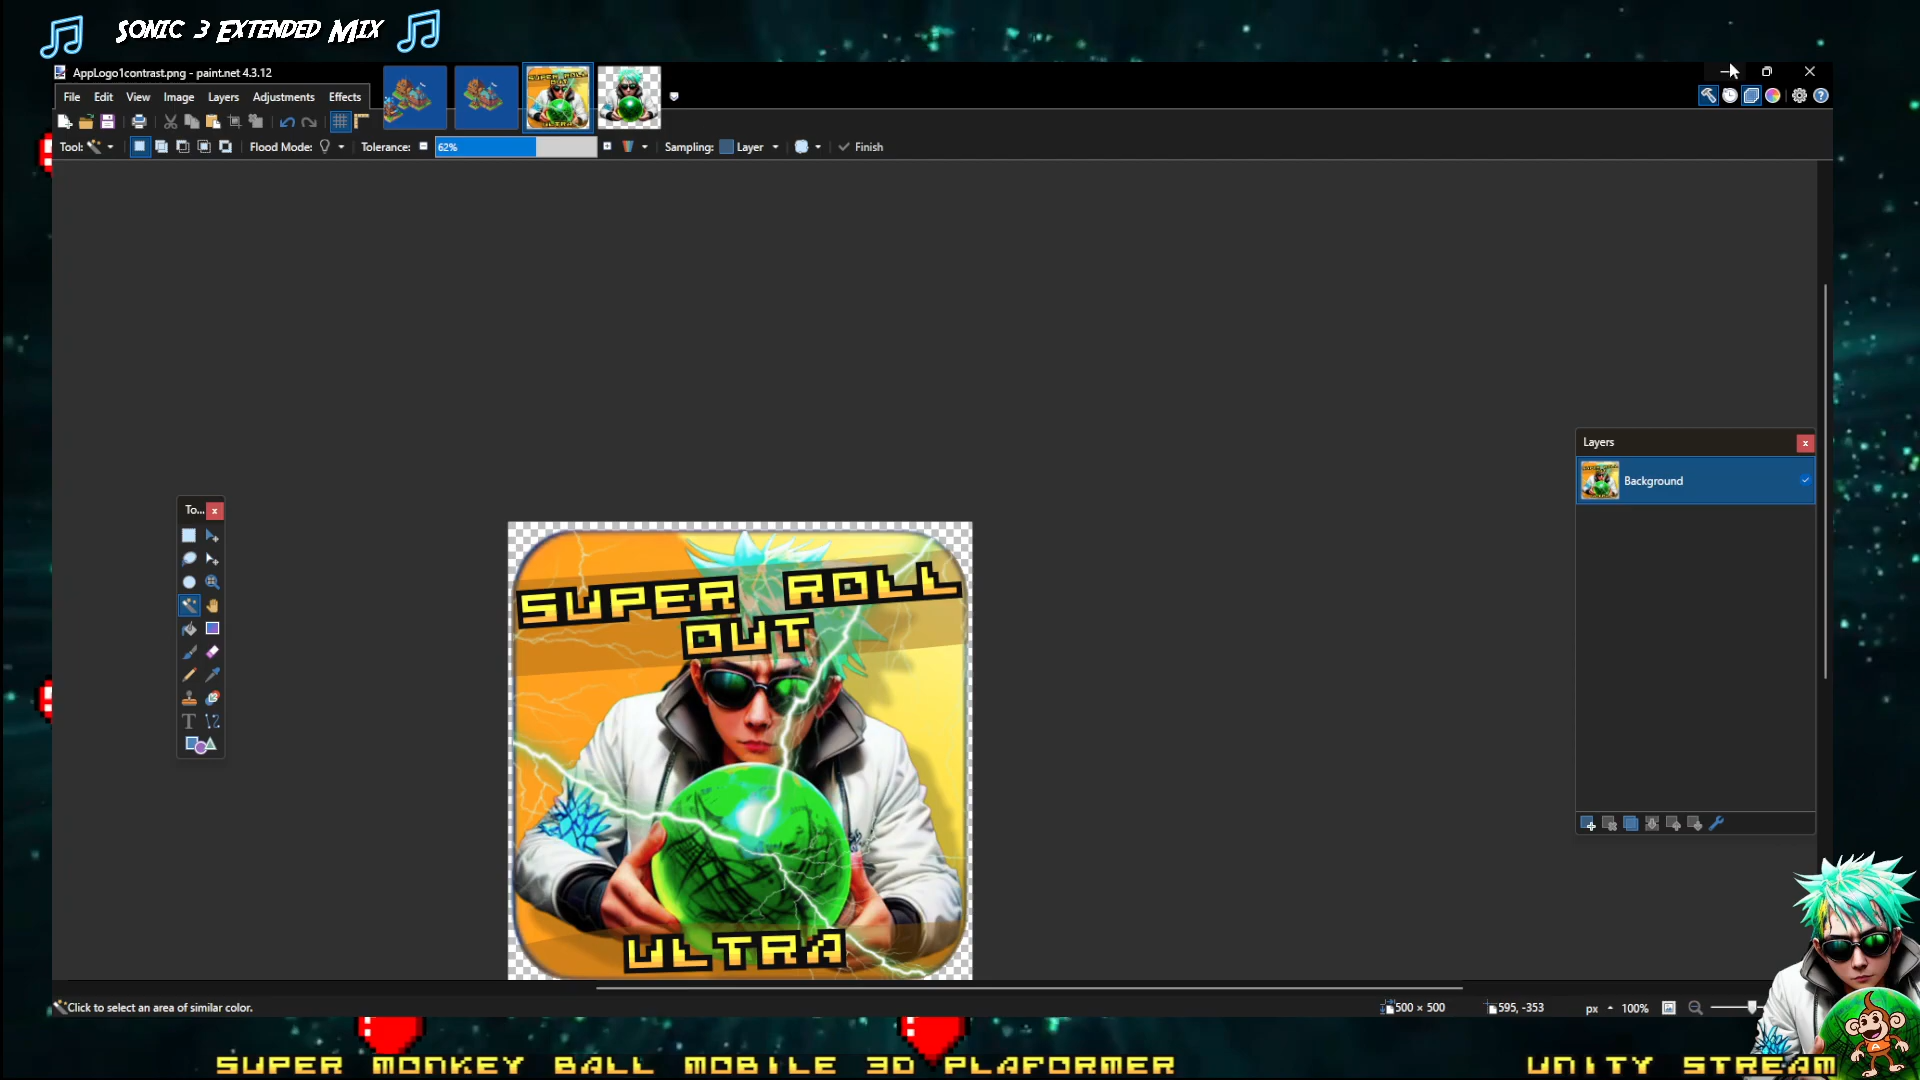 Sonic 3 Extended Mix
AppLogo1contrast.png - paint.net 4.3.12
File Edit View Image Layers Adjustments Effects
Tool: Flood Mode: Tolerance: 62% Sampling: Layer Finish
Layers
Background
To...
SUPER ROLL
OUT
ULTRA
Click to select an area of similar color.
500 × 500
595, -353
px
100%
SUPER MONKEY BALL MOBILE 3D PLAFORMER
UNITY STREAM